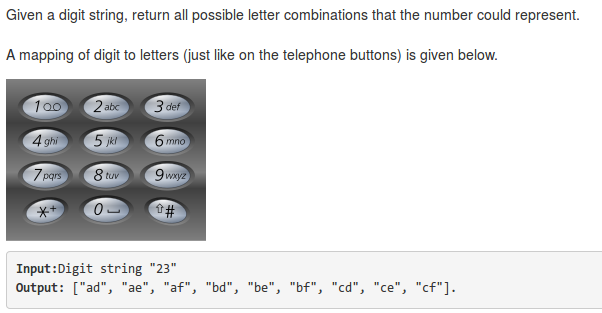 Given a digit string, return all possible letter combinations that the number could represent.
A mapping of digit to letters (just like on the telephone buttons) is given below.
1 2 abc 3 def
4 ghi 5 jkl 6 mno
7 pqrs 8 tuv 9 wxyz
*+ 0 #
Input:Digit string "23"
Output: ["ad", "ae", "af", "bd", "be", "bf", "cd", "ce", "cf"].